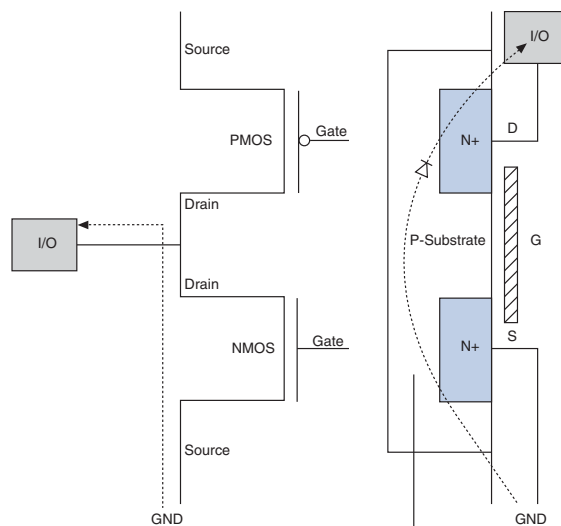 Source
PMOS
Gate
Drain
I/O
Drain
NMOS
Gate
Source
GND
I/O
D
N+
P-Substrate
G
N+
S
GND